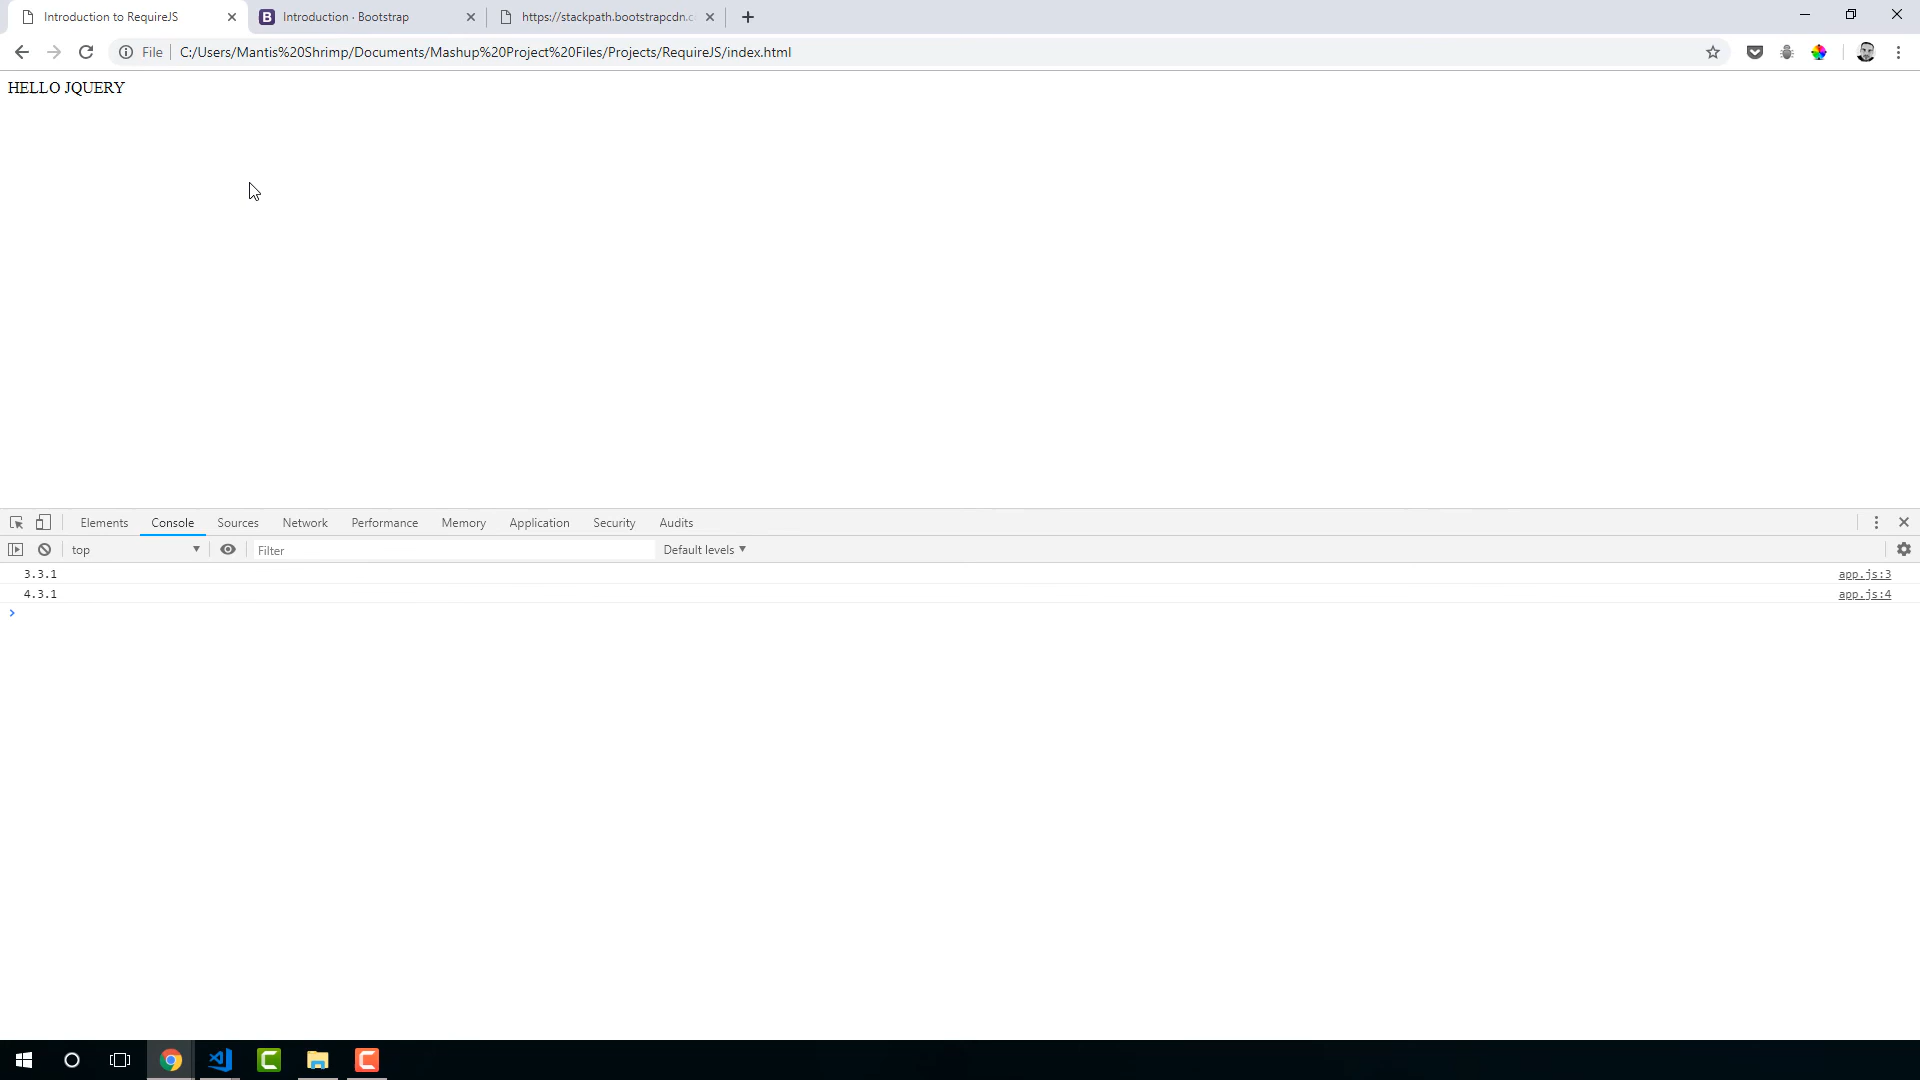 Introduction to RequireJS
Introduction · Bootstrap
https://stackpath.bootstrapcdn.c
File
C:/Users/Mantis%20Shrimp/Documents/Mashup%20Project%20Files/Projects/RequireJS/index.html
HELLO JQUERY
Elements Console Sources Network Performance Memory Application Security Audits
top Filter Default levels
3.3.1 app.js:3
4.3.1 app.js:4